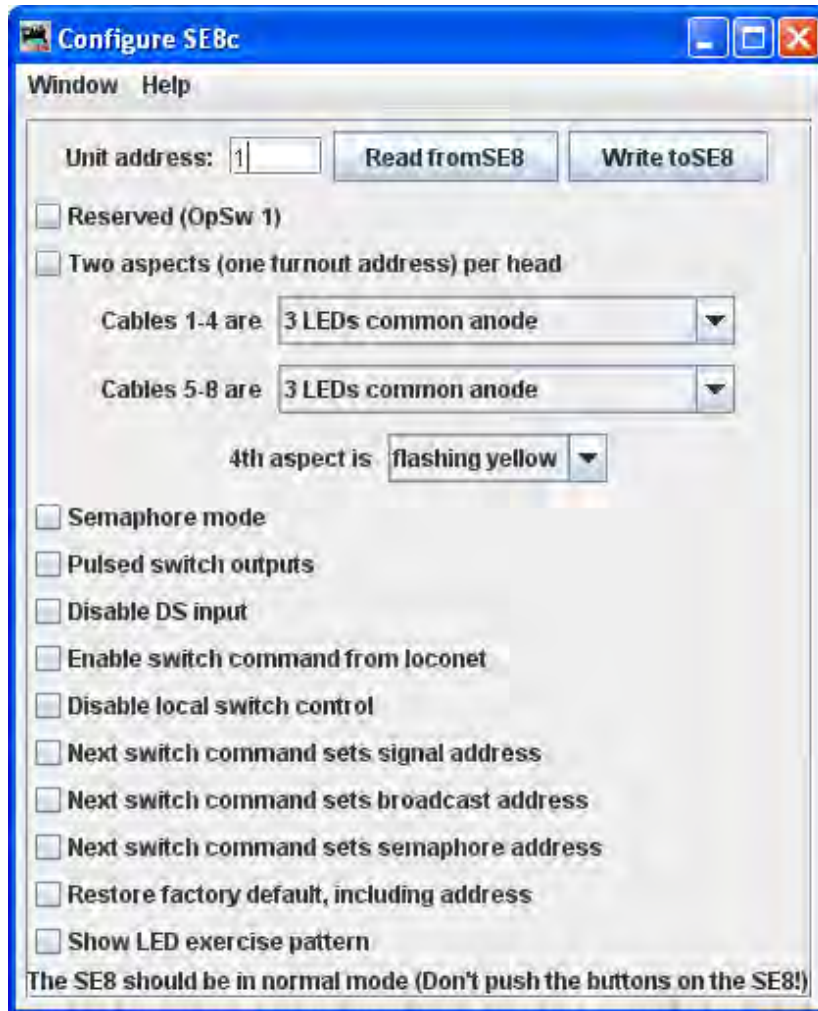 Configure SE8c
Window Help
Unit address: 1 Read fromSE8 Write toSE8
Reserved (OpSw 1)
Two aspects (one turnout address) per head
Cables 1-4 are 3 LEDs common anode
Cables 5-8 are 3 LEDs common anode
4th aspect is flashing yellow
Semaphore mode
Pulsed switch outputs
Disable DS input
Enable switch command from loconet
Disable local switch control
Next switch command sets signal address
Next switch command sets broadcast address
Next switch command sets semaphore address
Restore factory default, including address
Show LED exercise pattern
The SE8 should be in normal mode (Don't push the buttons on the SE8!)